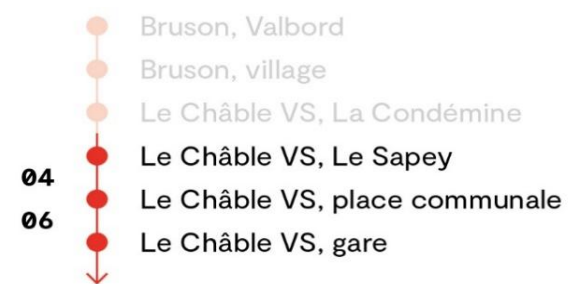 Bruson, Valbord
Bruson, village
Le Châble VS, La Condémine
Le Châble VS, Le Sapey
04
Le Châble VS, place communale
06
Le Châble VS, gare